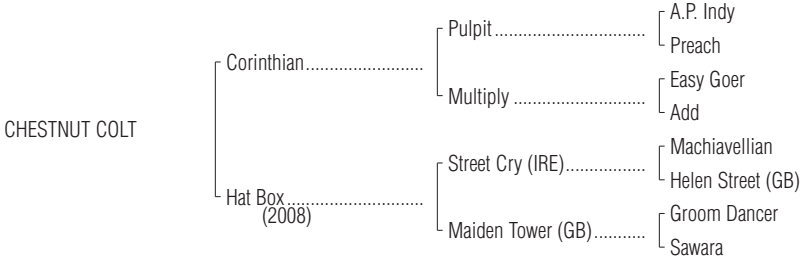 A.P. Indy
Pulpit................................
Preach
Corinthian.........................
Easy Goer
Multiply ............................
Add
CHESTNUT COLT
Machiavellian
Street Cry (IRE).................
Helen Street (GB)
Hat Box.............................
(2008)
Groom Dancer
Maiden Tower (GB)...........
Sawara